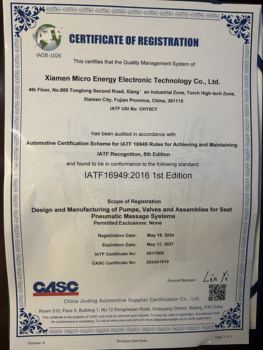 IAOB-1026
CERTIFICATE OF REGISTRATION
This certifies that the Quality Management System of
Xiamen Micro Energy Electronic Technology Co., Ltd.
4th Floor, No.885 Tonglong Second Road, Xiang'an Industrial Zone, Torch High tech Zone,
Xiamen City, Fujian Province, China, 361115
IATF USI No:
has been audited in accordance with
Automotive Certification Scheme for IATF 16949 Rules for Achieving and Maintaining
IATF Recognition, 5th Edition
and found to be in conformance to the following standard:
IATF16949:2016 1st Edition
Scope of Registration
Design and Manufacturing of Pumps, Valves and Assemblies for Seat
Pneumatic Massage Systems
Permitted Exclusions: None
Registration Date: May 18, 2024
Expiration Date: May 17, 2027
IATF Certificate No:
CASC Certificate No:
General Manager:
CASC
China Jiuding Automotive Supplier Certification Co., Ltd.